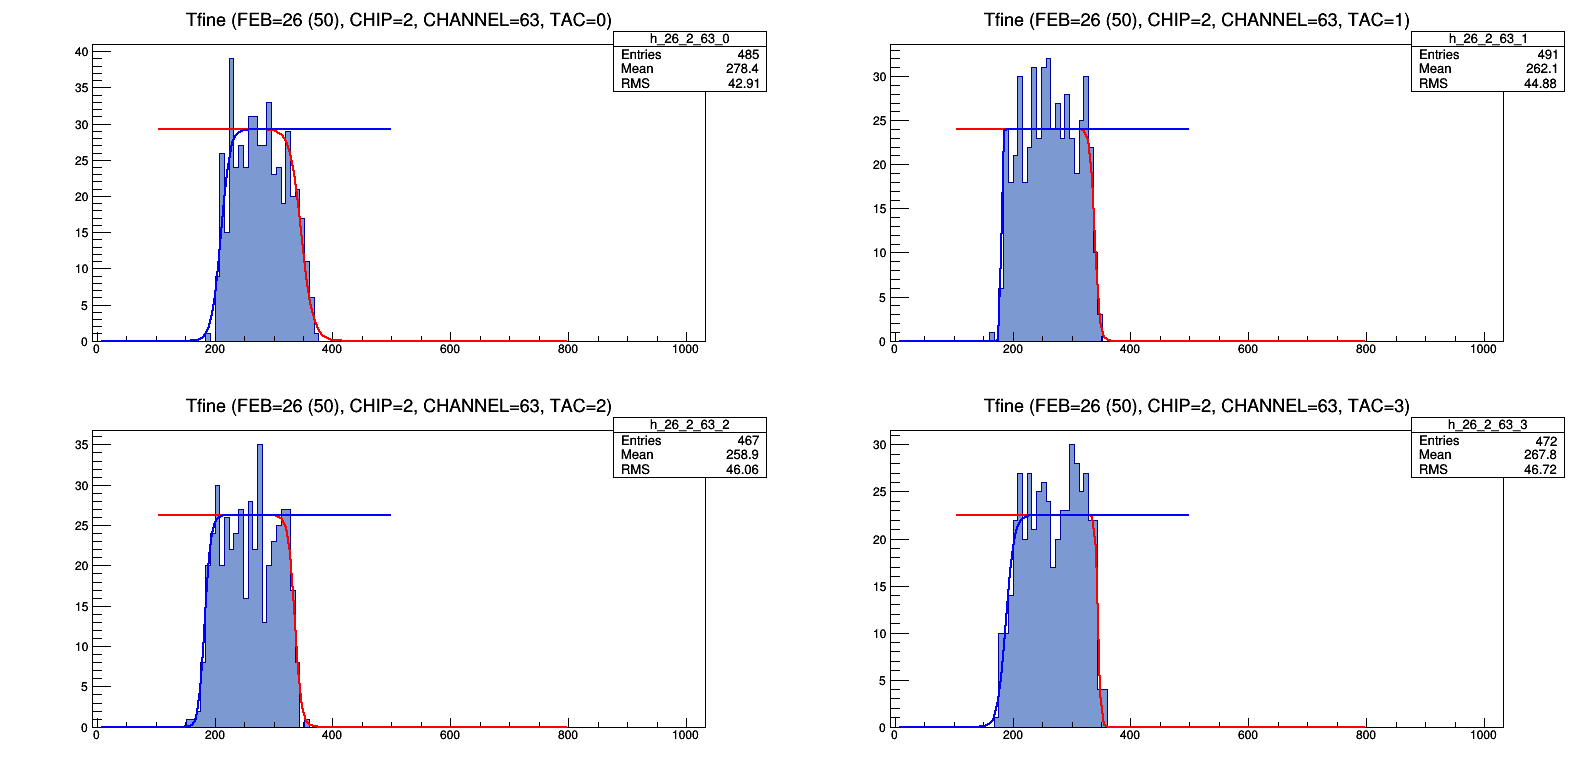 Tfine (FEB=26 (50), CHIP=2, CHANNEL=63, TAC=0)
h_26_2_63_0
Entries 485
Mean 278.4
RMS 42.91
40
35
30
25
20
15
10
5
0
0 200 400 600 800 1000
Tfine (FEB=26 (50), CHIP=2, CHANNEL=63, TAC=1)
h_26_2_63_1
Entries 491
Mean 262.1
RMS 44.88
30
25
20
15
10
5
0
0 200 400 600 800 1000
Tfine (FEB=26 (50), CHIP=2, CHANNEL=63, TAC=2)
h_26_2_63_2
Entries 467
Mean 258.9
RMS 46.06
35
30
25
20
15
10
5
0
0 200 400 600 800 1000
Tfine (FEB=26 (50), CHIP=2, CHANNEL=63, TAC=3)
h_26_2_63_3
Entries 472
Mean 267.8
RMS 46.72
30
25
20
15
10
5
0
0 200 400 600 800 1000